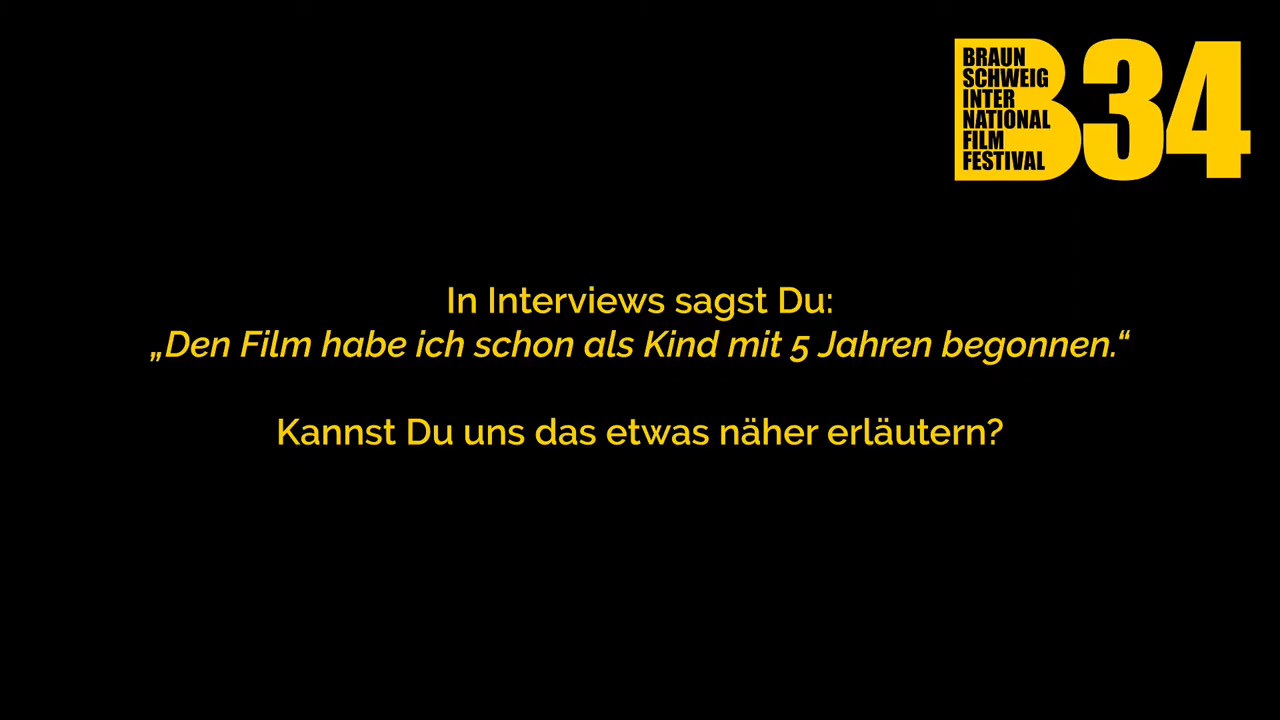 BRAUN
SCHWEIG
INTER
NATIONAL
FILM
FESTIVAL
B34
In Interviews sagst Du:
„Den Film habe ich schon als Kind mit 5 Jahren begonnen.“
Kannst Du uns das etwas näher erläutern?